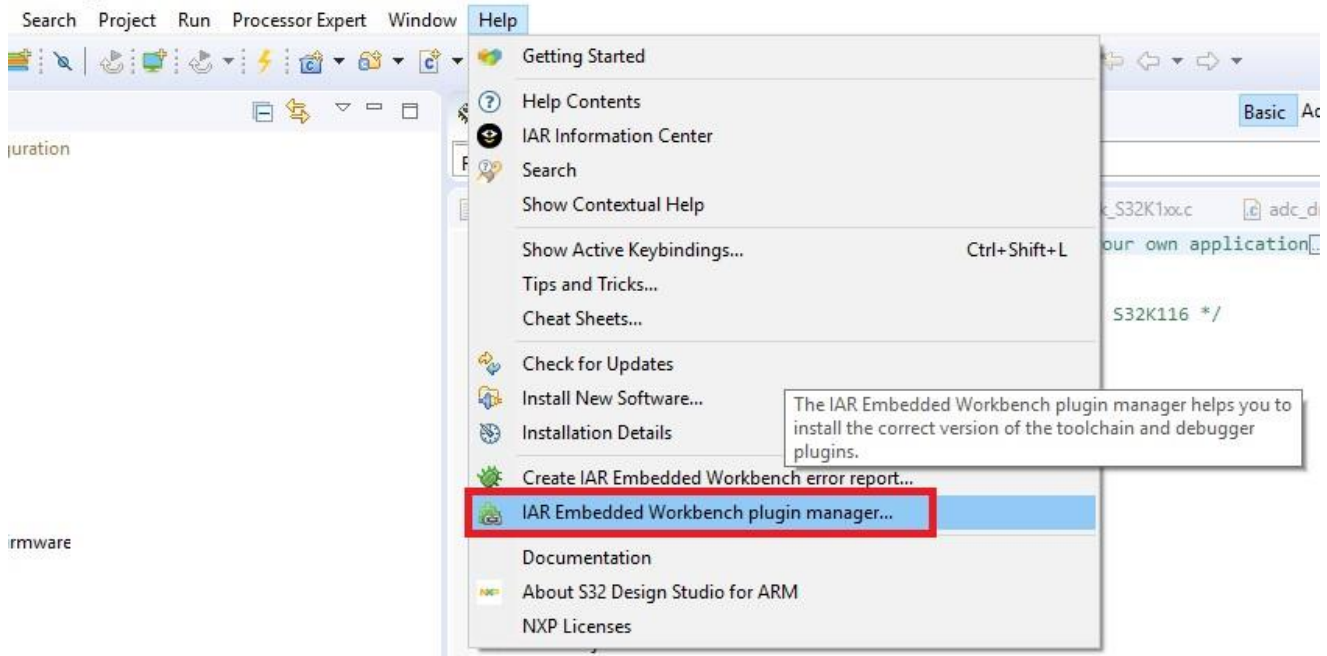 Search Project Run Processor Expert Window Help
Getting Started
Help Contents
Basic
IAR Information Center
Search
Show Contextual Help
_S32K1xx.c
Show Active Keybindings... Ctrl+Shift+L
our own application
Tips and Tricks...
Cheat Sheets...
S32K116 */
Check for Updates
Install New Software...
Installation Details
The IAR Embedded Workbench plugin manager helps you to
install the correct version of the toolchain and debugger
plugins.
Create IAR Embedded Workbench error report...
IAR Embedded Workbench plugin manager...
Documentation
About S32 Design Studio for ARM
NXP Licenses